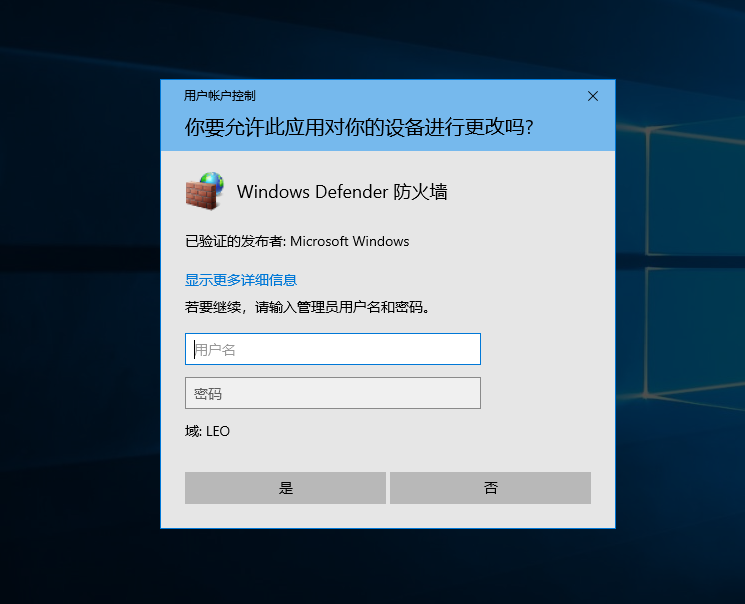 用户帐户控制
你要允许此应用对你的设备进行更改吗?
Windows Defender 防火墙
已验证的发布者: Microsoft Windows
显示更多详细信息
若要继续，请输入管理员用户名和密码。
用户名
密码
域: LEO
是
否